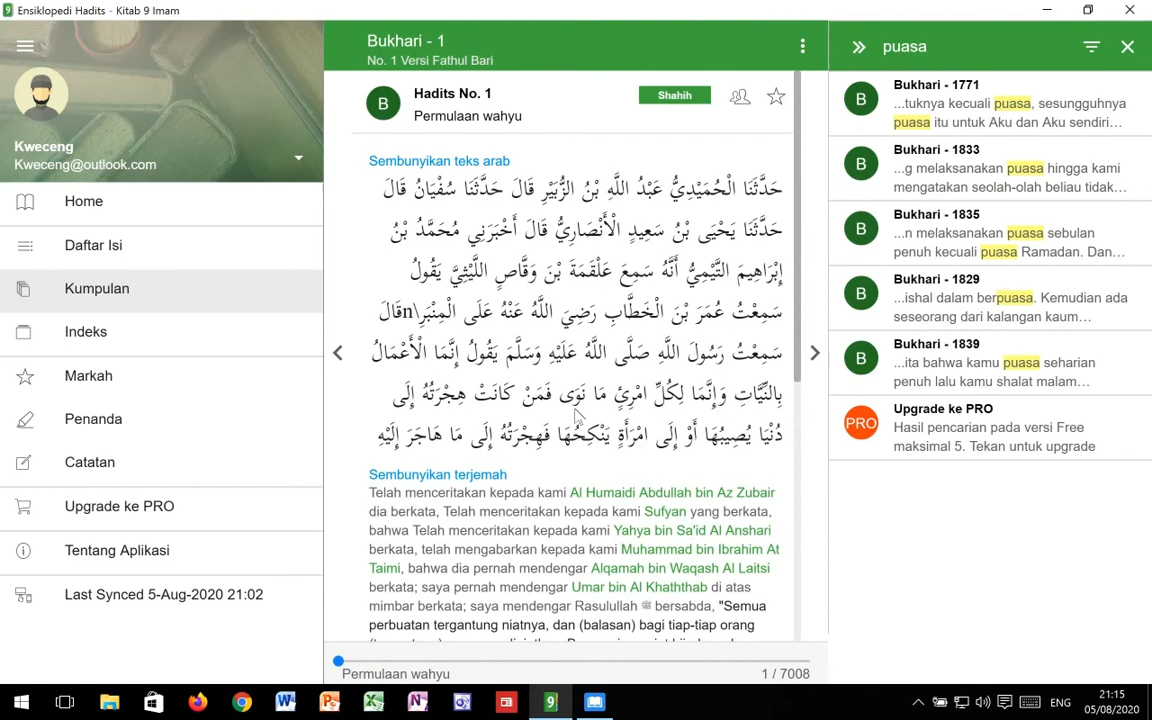 Ensiklopedi Hadits - Kitab 9 Imam
Kweceng
Kweceng@outlook.com
Home
Daftar Isi
Kumpulan
Indeks
Markah
Penanda
Catatan
Upgrade ke PRO
Tentang Aplikasi
Last Synced 5-Aug-2020 21:02
Bukhari - 1
No. 1 Versi Fathul Bari
B
Hadits No. 1
Permulaan wahyu
Shahih
Sembunyikan teks arab
حَدَّثَنَا الْحُمَيْدِيُّ عَبْدُ اللَّهِ بْنُ الزُّبَيْرِ قَالَ حَدَّثَنَا سُفْيَانُ قَالَ
حَدَّثَنَا يَحْيَى بْنُ سَعِيدٍ الْأَنْصَارِيُّ قَالَ أَخْبَرَنِي مُحَمَّدُ بْنُ
إِبْرَاهِيمَ التَّيْمِيُّ أَنَّهُ سَمِعَ عَلْقَمَةَ بْنَ وَقَّاصٍ اللَّيْثِيَّ يَقُولُ
سَمِعْتُ عُمَرَ بْنَ الْخَطَّابِ رَضِيَ اللَّهُ عَنْهُ عَلَى الْمِنْبَرِ\nقَالَ
سَمِعْتُ رَسُولَ اللَّهِ صَلَّى اللَّهُ عَلَيْهِ وَسَلَّمَ يَقُولُ إِنَّمَا الْأَعْمَالُ
بِالنِّيَّاتِ وَإِنَّمَا لِكُلِّ امْرِئٍ مَا نَوَى فَمَنْ كَانَتْ هِجْرَتُهُ إِلَى
دُنْيَا يُصِيبُهَا أَوْ إِلَى امْرَأَةٍ يَنْكِحُهَا فَهِجْرَتُهُ إِلَى مَا هَاجَرَ إِلَيْهِ
Sembunyikan terjemah
Telah menceritakan kepada kami Al Humaidi Abdullah bin Az Zubair
dia berkata, Telah menceritakan kepada kami Sufyan yang berkata,
bahwa Telah menceritakan kepada kami Yahya bin Sa'id Al Anshari
berkata, telah mengabarkan kepada kami Muhammad bin Ibrahim At
Taimi, bahwa dia pernah mendengar Alqamah bin Waqash Al Laitsi
berkata; saya pernah mendengar Umar bin Al Khaththab di atas
mimbar berkata; saya mendengar Rasulullah ﷺ bersabda, "Semua
perbuatan tergantung niatnya, dan (balasan) bagi tiap-tiap orang
Permulaan wahyu
1 / 7008
puasa
B
Bukhari - 1771
...tuknya kecuali puasa, sesungguhnya
puasa itu untuk Aku dan Aku sendiri...
B
Bukhari - 1833
...g melaksanakan puasa hingga kami
mengatakan seolah-olah beliau tidak...
B
Bukhari - 1835
...n melaksanakan puasa sebulan
penuh kecuali puasa Ramadan. Dan...
B
Bukhari - 1829
...ishal dalam berpuasa. Kemudian ada
seseorang dari kalangan kaum...
B
Bukhari - 1839
...ita bahwa kamu puasa seharian
penuh lalu kamu shalat malam...
PRO
Upgrade ke PRO
Hasil pencarian pada versi Free
maksimal 5. Tekan untuk upgrade
ENG
21:15
05/08/2020